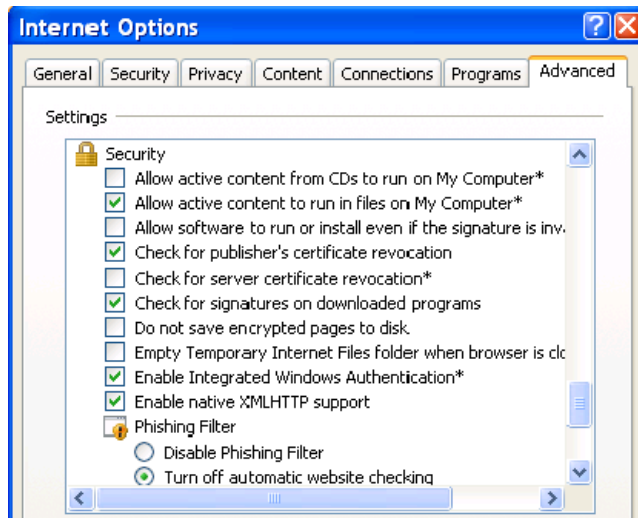 Internet Options
General Security Privacy Content Connections Programs Advanced
Settings
Security
Allow active content from CDs to run on My Computer*
Allow active content to run in files on My Computer*
Allow software to run or install even if the signature is inv
Check for publisher's certificate revocation
Check for server certificate revocation*
Check for signatures on downloaded programs
Do not save encrypted pages to disk
Empty Temporary Internet Files folder when browser is clo
Enable Integrated Windows Authentication*
Enable native XMLHTTP support
Phishing Filter
Disable Phishing Filter
Turn off automatic website checking